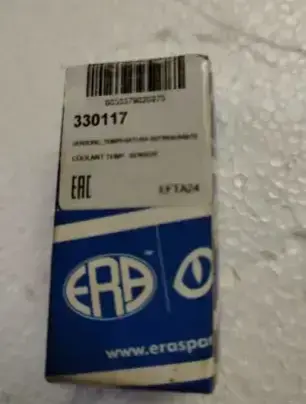 330117
SENSORE, TEMPERATURA REFRIGERANTE
COOLANT TEMP. SENSOR
EAC
EFTA24
ERA
www.eraspar